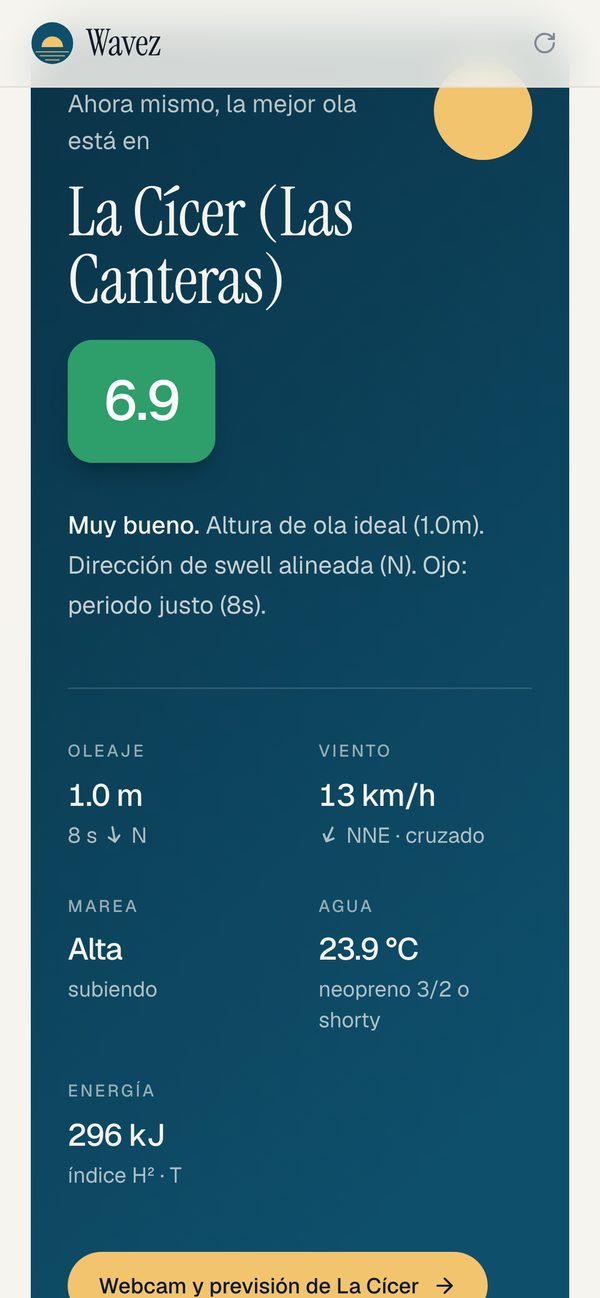 Wavez
Ahora mismo, la mejor ola
está en
La Cícer (Las
Canteras)
6.9
Muy bueno. Altura de ola ideal (1.0m).
Dirección de swell alineada (N). Ojo:
periodo justo (8s).
OLEAJE
1.0 m
8 s ↓ N
VIENTO
13 km/h
↙ NNE · cruzado
MAREA
Alta
subiendo
AGUA
23.9 °C
neopreno 3/2 o
shorty
ENERGÍA
296 kJ
índice H² · T
Webcam y previsión de La Cícer →